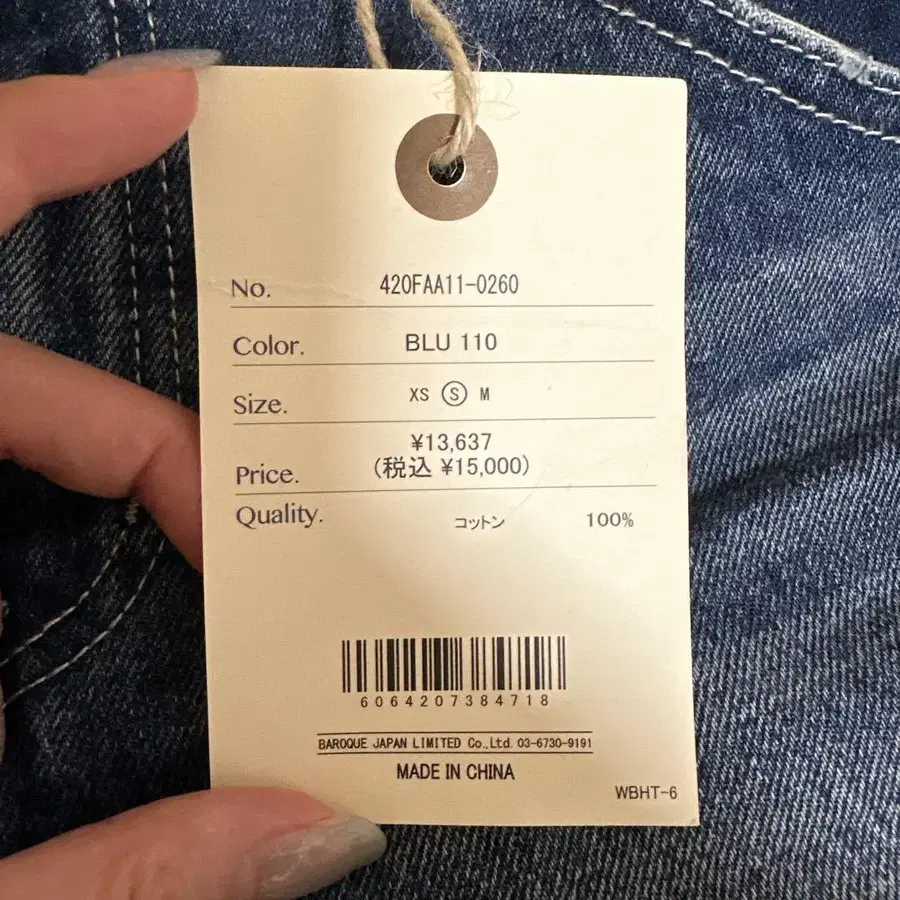 No. 420FAA11-0260
Color. BLU 110
Size. XS Ⓢ M
¥13,637
Price. (税込 ¥15,000)
Quality. コットン 100%
6064207384718
BAROQUE JAPAN LIMITED Co.,Ltd. 03-6730-9191
MADE IN CHINA
WBHT-6